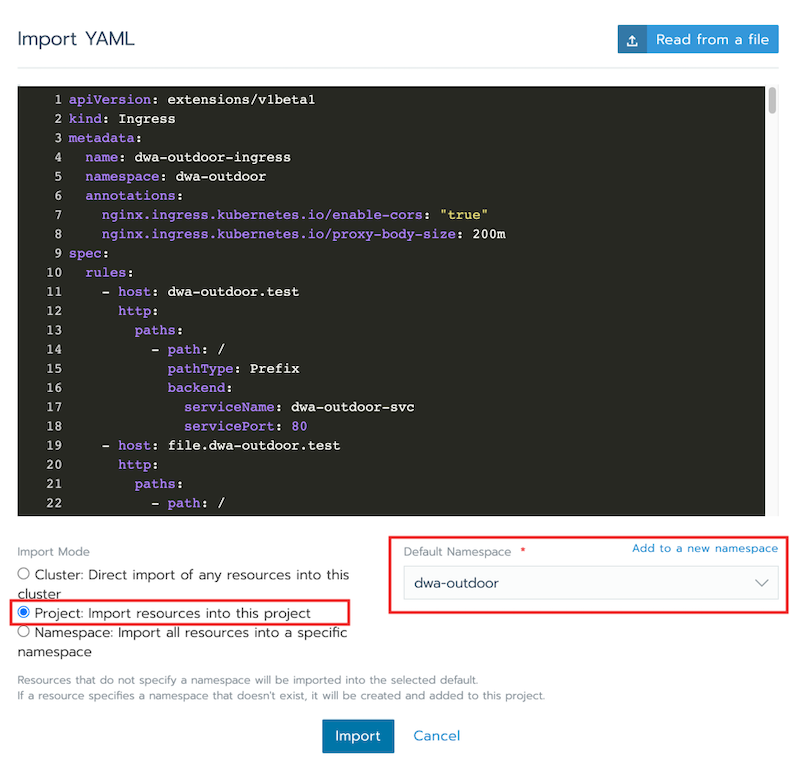 Import YAML
Read from a file
1 apiVersion: extensions/v1beta1
2 kind: Ingress
3 metadata:
4   name: dwa-outdoor-ingress
5   namespace: dwa-outdoor
6   annotations:
7     nginx.ingress.kubernetes.io/enable-cors: "true"
8     nginx.ingress.kubernetes.io/proxy-body-size: 200m
9 spec:
10   rules:
11     - host: dwa-outdoor.test
12       http:
13         paths:
14           - path: /
15             pathType: Prefix
16             backend:
17               serviceName: dwa-outdoor-svc
18               servicePort: 80
19     - host: file.dwa-outdoor.test
20       http:
21         paths:
22           - path: /
Import Mode
Cluster: Direct import of any resources into this
cluster
Project: Import resources into this project
Namespace: Import all resources into a specific
namespace
Default Namespace *
Add to a new namespace
dwa-outdoor
Resources that do not specify a namespace will be imported into the selected default.
If a resource specifies a namespace that doesn't exist, it will be created and added to this project.
Import
Cancel